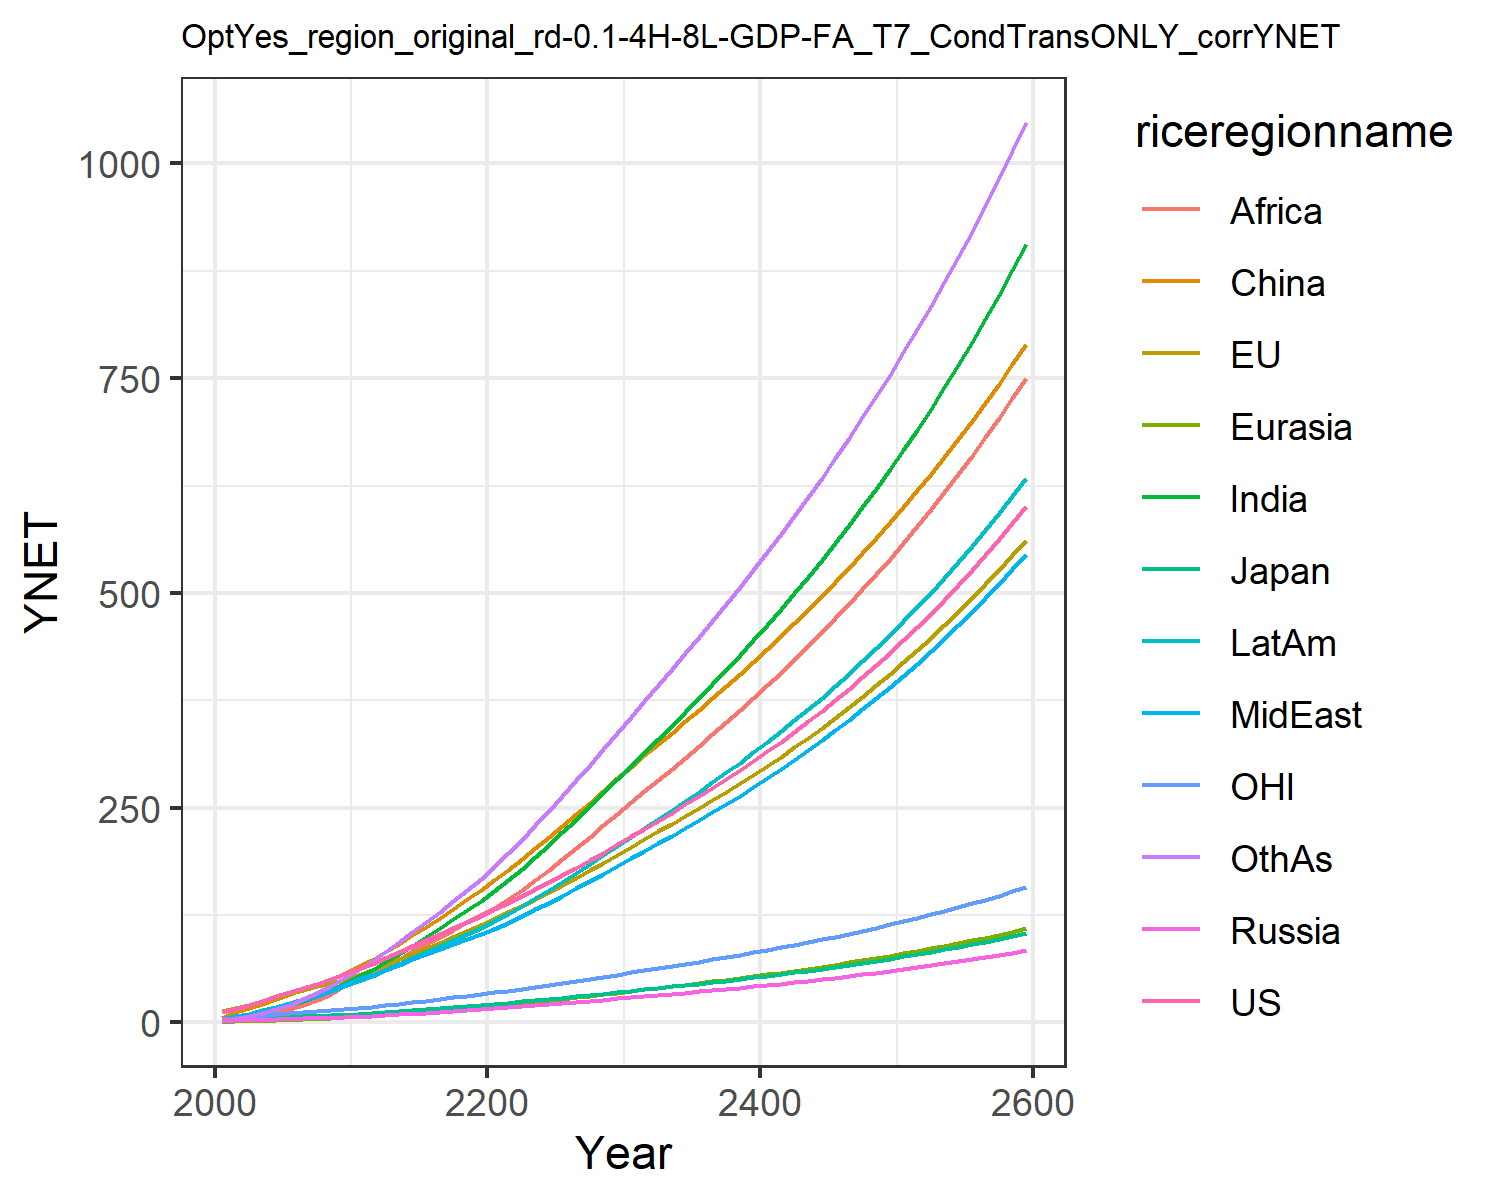 OptYes_region_original_rd-0.1-4H-8L-GDP-FA_T7_CondTransONLY_corrYNET
riceregionname
Africa
China
EU
Eurasia
India
Japan
LatAm
MidEast
OHI
OthAs
Russia
US
YNET
1000
750
500
250
0
2000 2200 2400 2600
Year